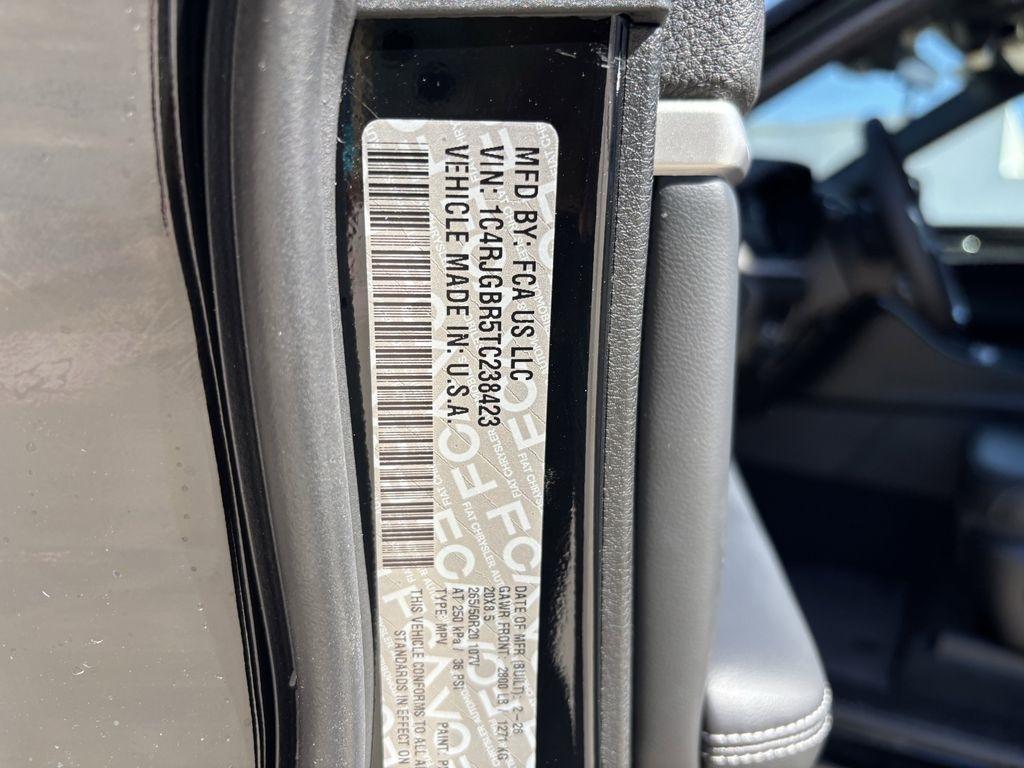 MFD BY: FCA US LLC
VIN: 1C4RJGBR5TC238423
VEHICLE MADE IN: U.S.A.
DATE OF MFR (BUILT): 2-26
GAWR FRONT 2800 LB / 1271 KG
20X8.5
265/50R20 107V
AT 250 kPa / 36 PSI
TYPE: MPV PAINT: P
THIS VEHICLE CONFORMS TO ALL A
STANDARDS IN EFFECT ON